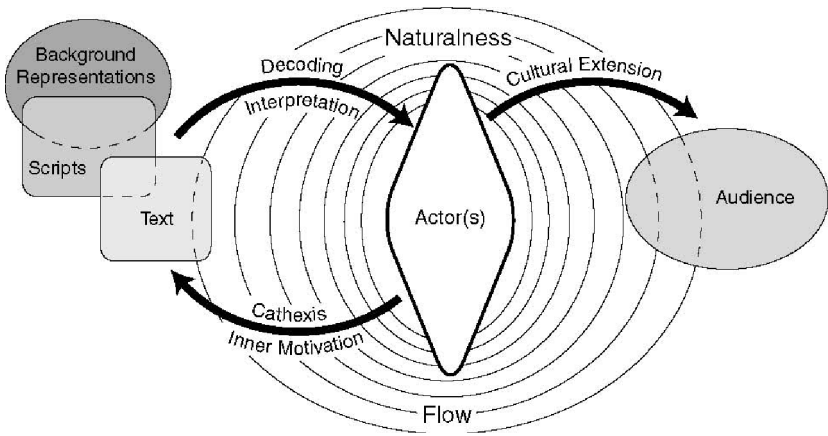 Background
Representations
Scripts
Text
Decoding
Interpretation
Naturalness
Cultural Extension
Actor(s)
Audience
Cathexis
Inner Motivation
Flow